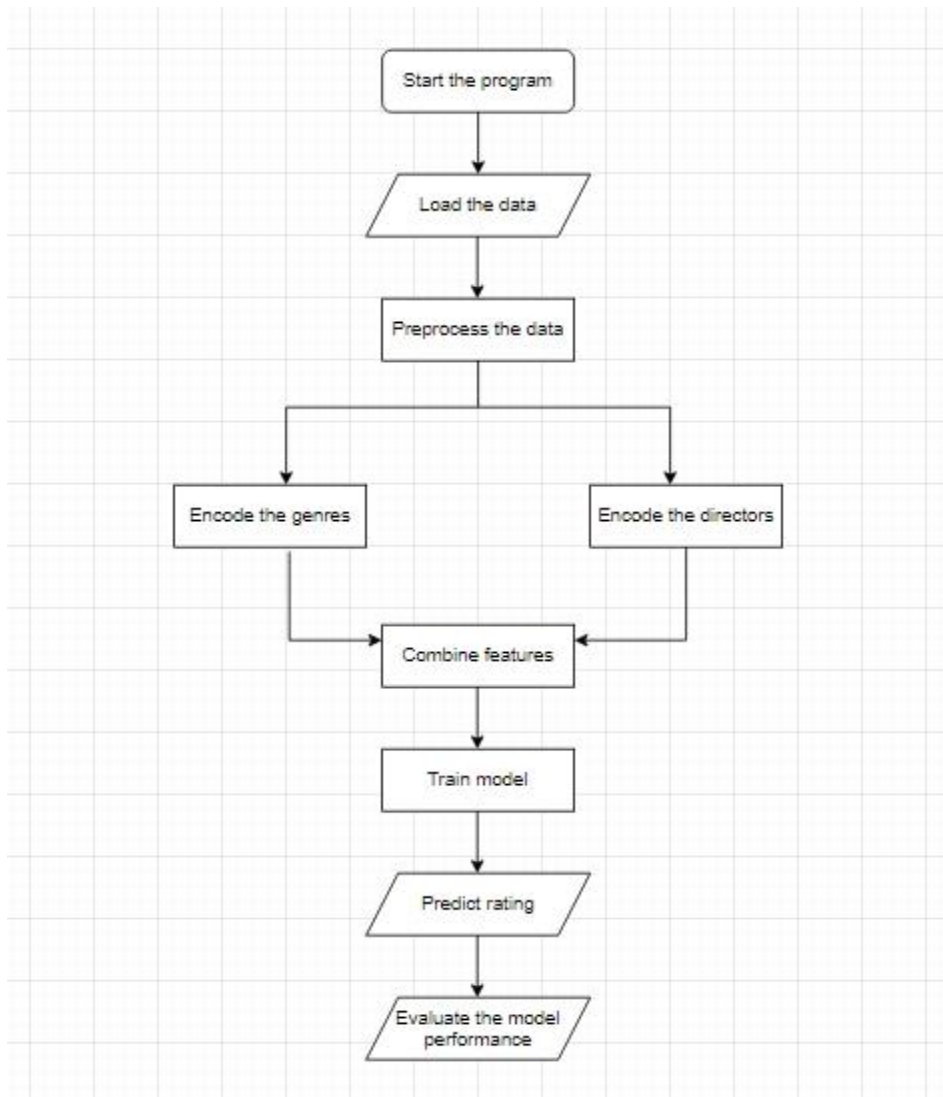 Start the program
Load the data
Preprocess the data
Encode the genres
Encode the directors
Combine features
Train model
Predict rating
Evaluate the model
performance